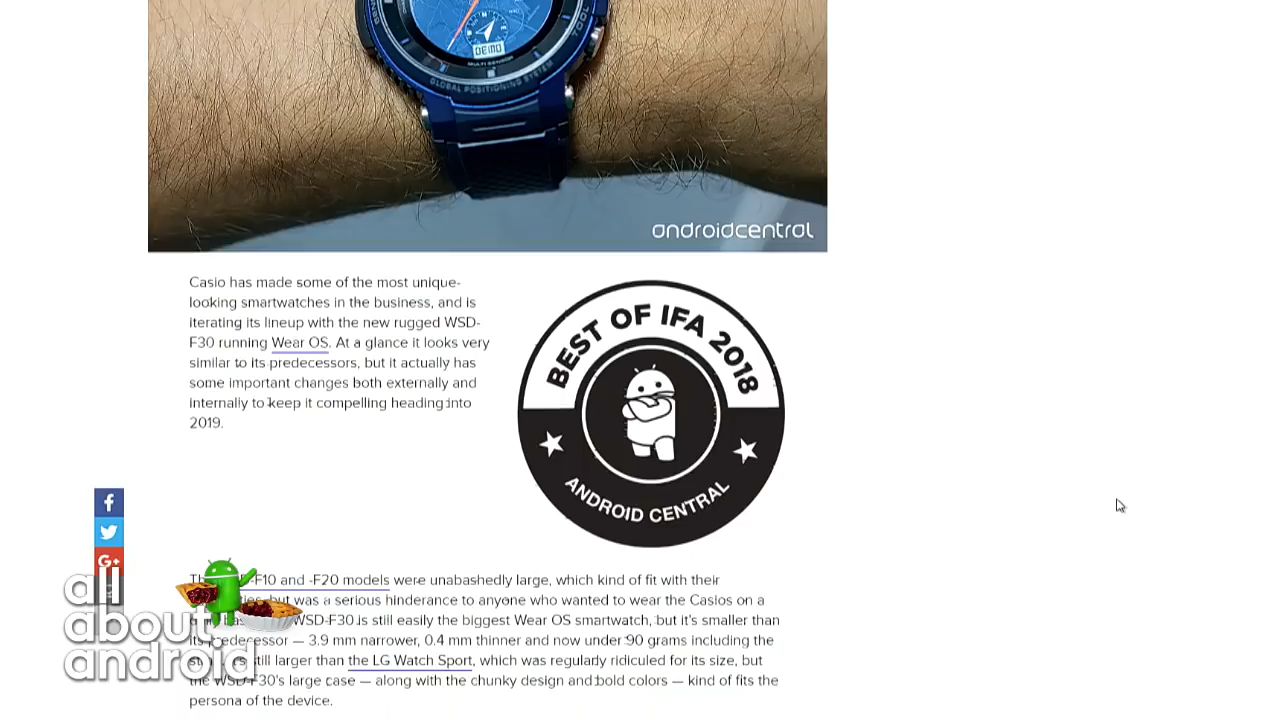 TOOL
DEMO
MULTI SENSOR
GLOBAL POSITIONING SYSTEM
androidcentral
Casio has made some of the most unique-
looking smartwatches in the business, and is
iterating its lineup with the new rugged WSD-
F30 running Wear OS. At a glance it looks very
similar to its predecessors, but it actually has
some important changes both externally and
internally to keep it compelling heading into
2019.
BEST OF IFA 2018
ANDROID CENTRAL
f
G+
-F10 and -F20 models were unabashedly large, which kind of fit with their
but was a serious hinderance to anyone who wanted to wear the Casios on a
WSD-F30 is still easily the biggest Wear OS smartwatch, but it's smaller than
its predecessor — 3.9 mm narrower, 0.4 mm thinner and now under 90 grams including the
still larger than the LG Watch Sport, which was regularly ridiculed for its size, but
the WSD-F30's large case — along with the chunky design and bold colors — kind of fits the
persona of the device.
all
about
android